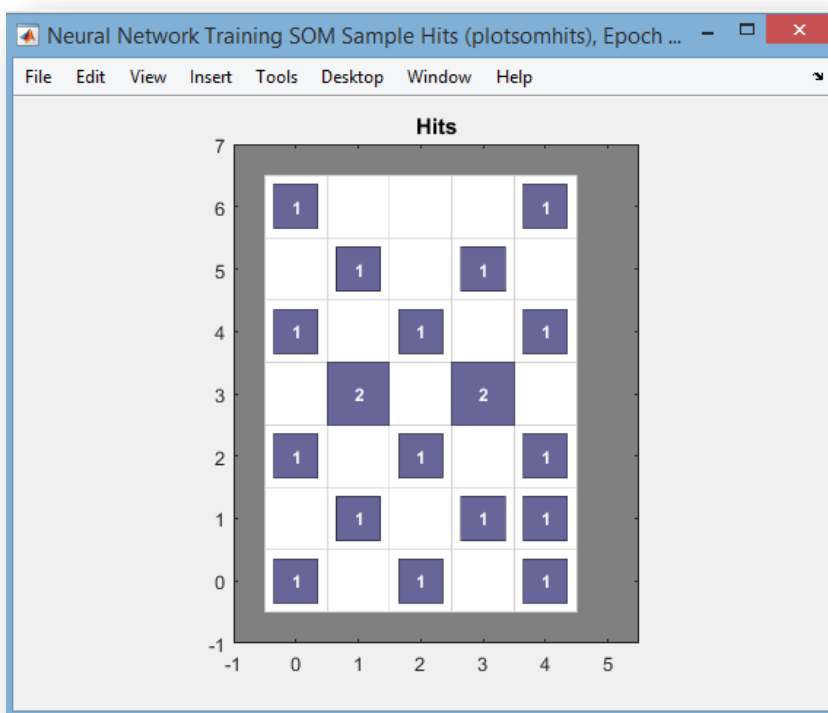 Neural Network Training SOM Sample Hits (plotsomhits), Epoch ...
File Edit View Insert Tools Desktop Window Help
Hits
7
6 1 1
5 1 1
4 1 1 1
3 2 2
2 1 1 1
1 1 1 1
0 1 1 1
-1
-1 0 1 2 3 4 5